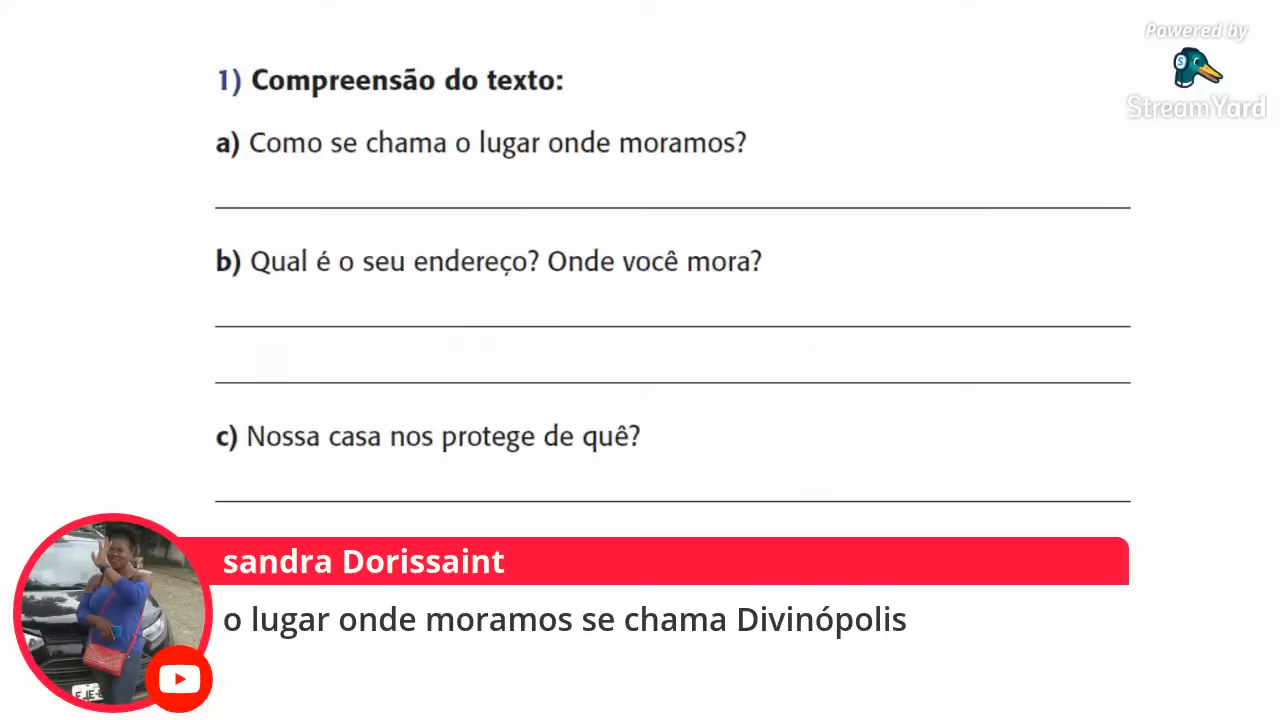 Powered by
StreamYard
1) Compreensão do texto:
a) Como se chama o lugar onde moramos?
b) Qual é o seu endereço? Onde você mora?
c) Nossa casa nos protege de quê?
sandra Dorissaint
o lugar onde moramos se chama Divinópolis